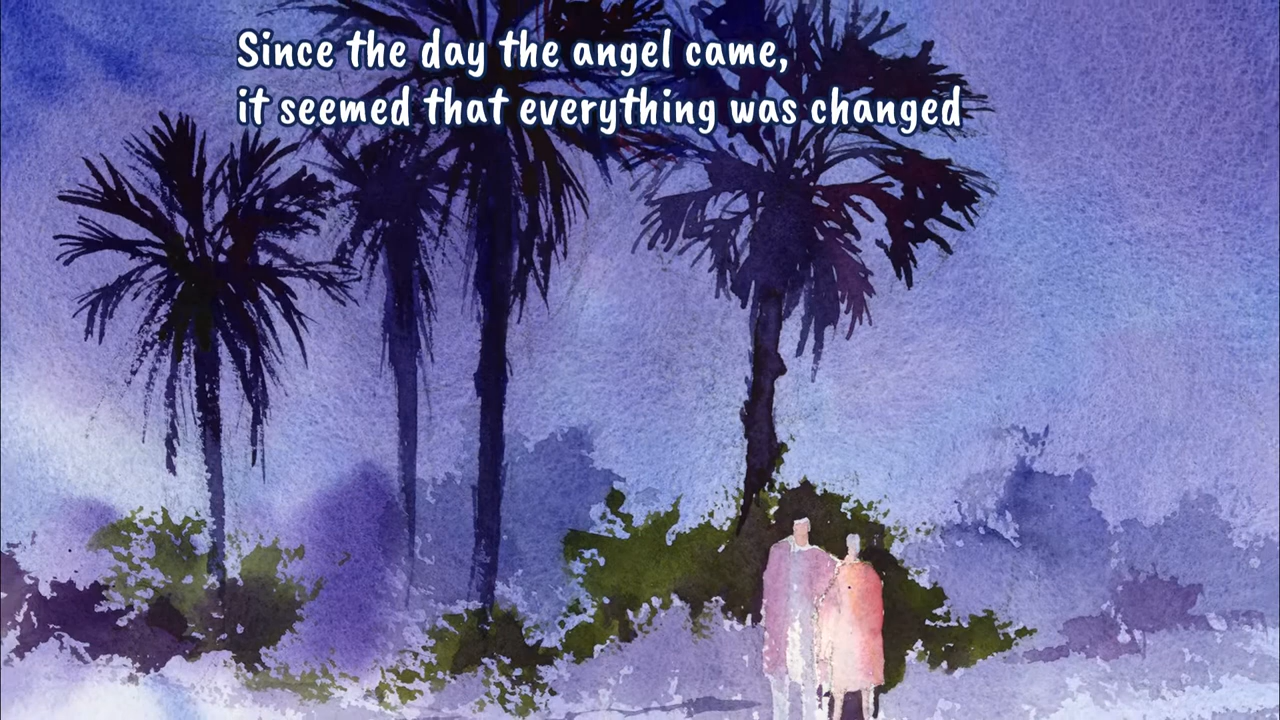 Since the day the angel came,
it seemed that everything was changed